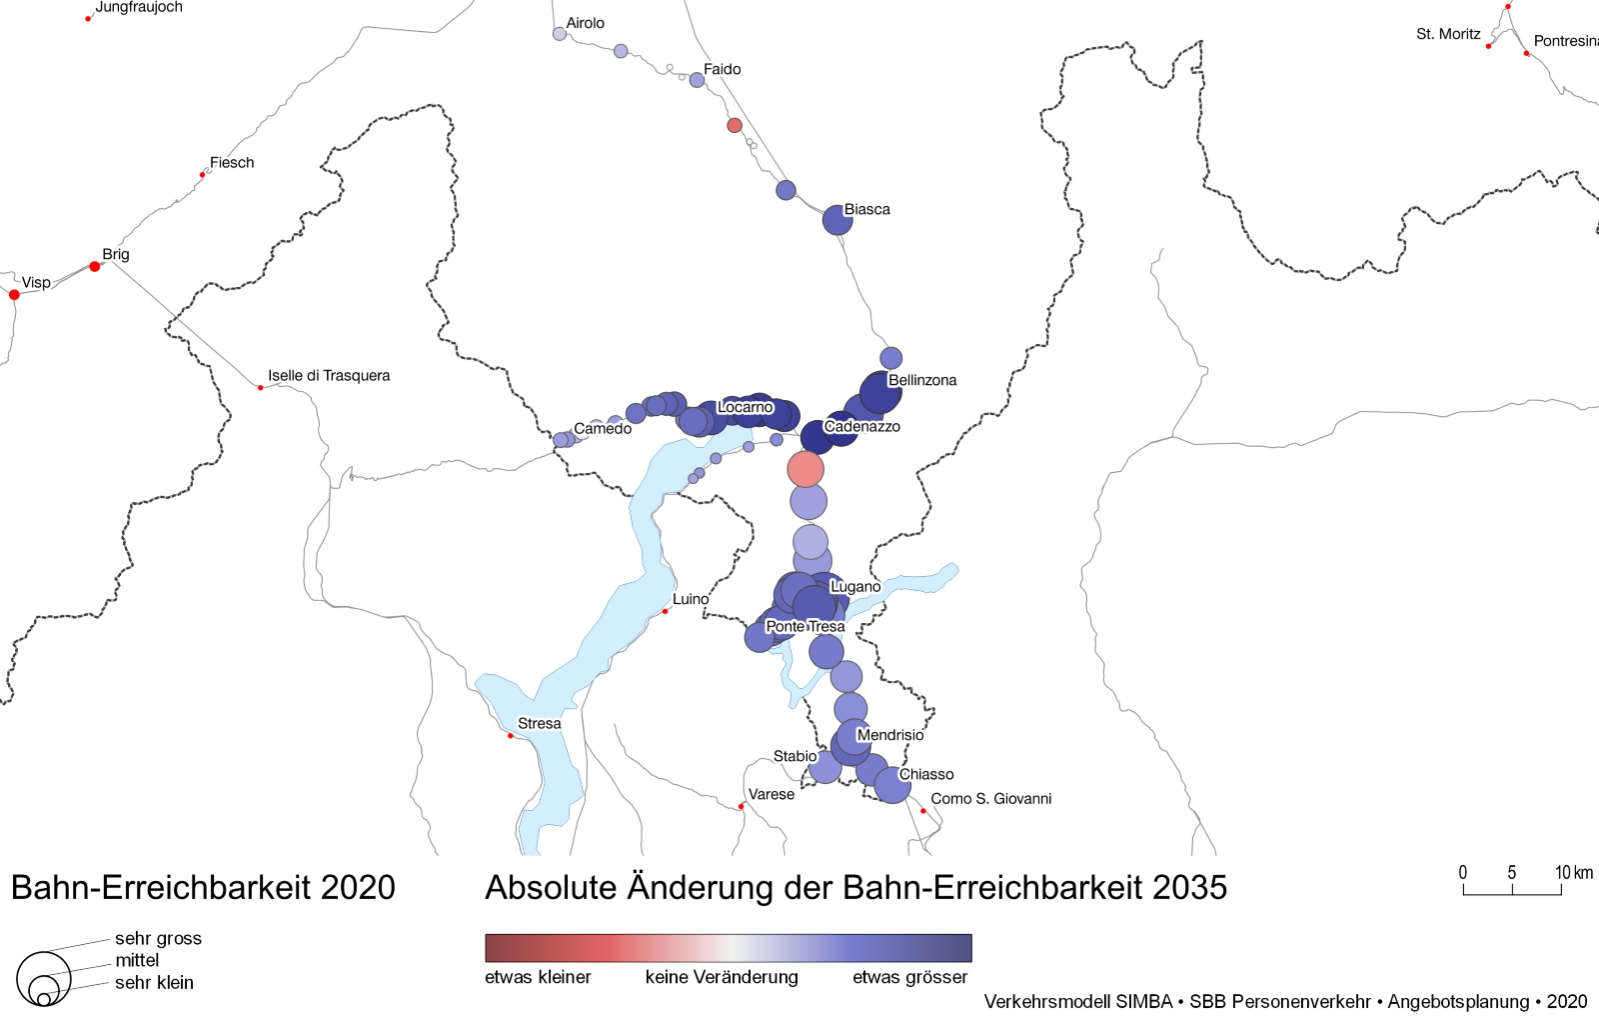 Jungfraujoch
Airolo
St. Moritz
Pontresina
Faido
Fiesch
Biasca
Brig
Visp
Iselle di Trasquera
Bellinzona
Locarno
Camedo
Cadenazzo
Lugano
Luino
Ponte Tresa
Stresa
Mendrisio
Stabio
Chiasso
Varese
Como S. Giovanni
Bahn-Erreichbarkeit 2020
Absolute Änderung der Bahn-Erreichbarkeit 2035
0 5 10 km
sehr gross
mittel
sehr klein
etwas kleiner keine Veränderung etwas grösser
Verkehrsmodell SIMBA • SBB Personenverkehr • Angebotsplanung • 2020